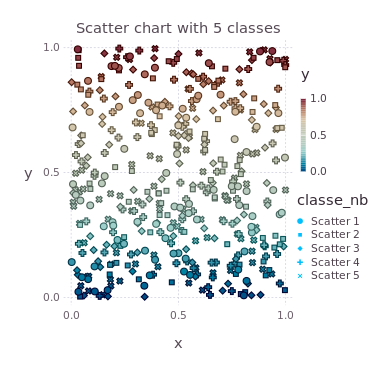 Scatter chart with 5 classes
1.0
0.5
0.0
y
0.0 0.5 1.0
x
y
1.0
0.5
0.0
classe_nb
Scatter 1
Scatter 2
Scatter 3
Scatter 4
Scatter 5